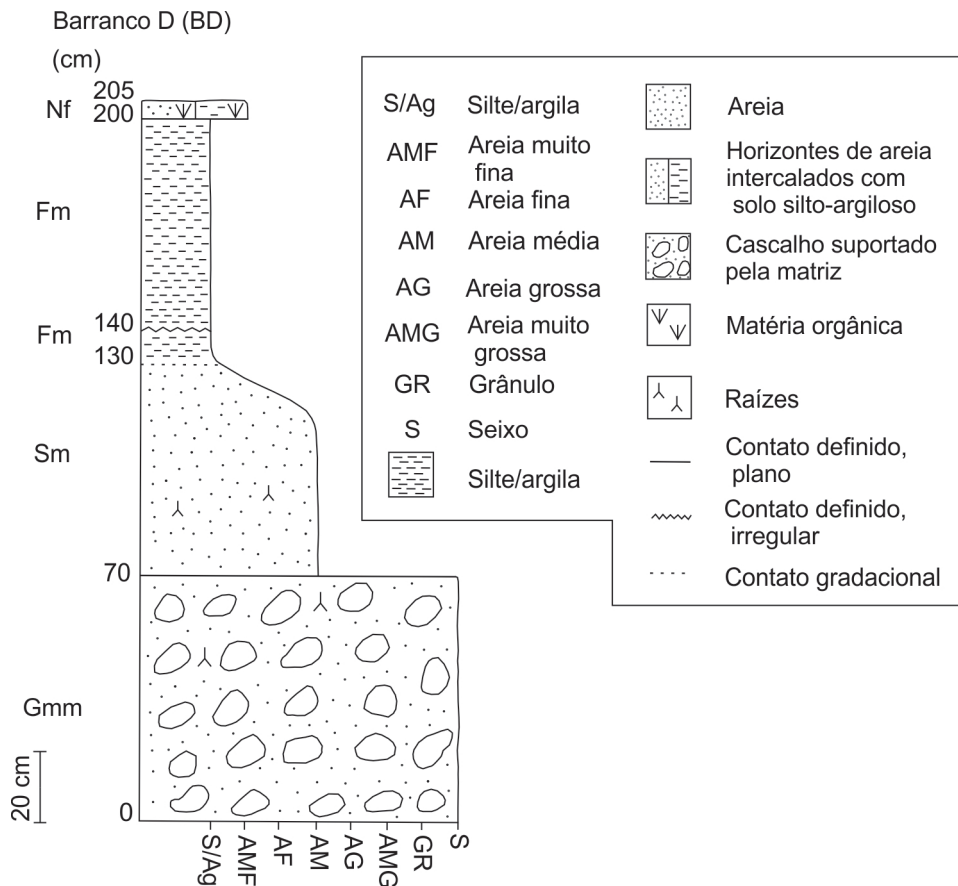 Barranco D (BD)
(cm)
205
Nf
200
Fm
140
Fm
130
Sm
70
Gmm
20 cm
0
S/Ag
AMF
AF
AM
AG
AMG
GR
S
S/Ag Silte/argila
AMF Areia muito
fina
AF Areia fina
AM Areia média
AG Areia grossa
AMG Areia muito
grossa
GR Grânulo
S Seixo
Silte/argila
Areia
Horizontes de areia
intercalados com
solo silto-argiloso
Cascalho suportado
pela matriz
Matéria orgânica
Raízes
Contato definido,
plano
Contato definido,
irregular
Contato gradacional